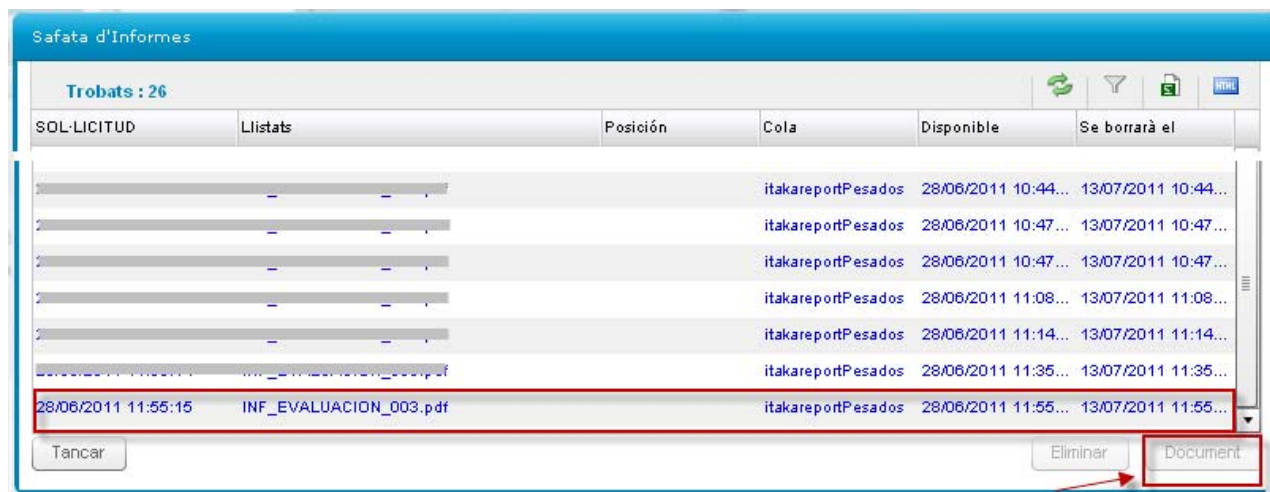 Safata d'Informes
Trobats : 26
HTML
SOL·LICITUD Llistats Posición Cola Disponible Se borrarà el
itakareportPesados 28/06/2011 10:44... 13/07/2011 10:44...
itakareportPesados 28/06/2011 10:47... 13/07/2011 10:47...
itakareportPesados 28/06/2011 10:47... 13/07/2011 10:47...
itakareportPesados 28/06/2011 11:08... 13/07/2011 11:08...
itakareportPesados 28/06/2011 11:14... 13/07/2011 11:14...
itakareportPesados 28/06/2011 11:35... 13/07/2011 11:35...
28/06/2011 11:55:15 INF_EVALUACION_003.pdf itakareportPesados 28/06/2011 11:55... 13/07/2011 11:55...
Tancar Eliminar Document